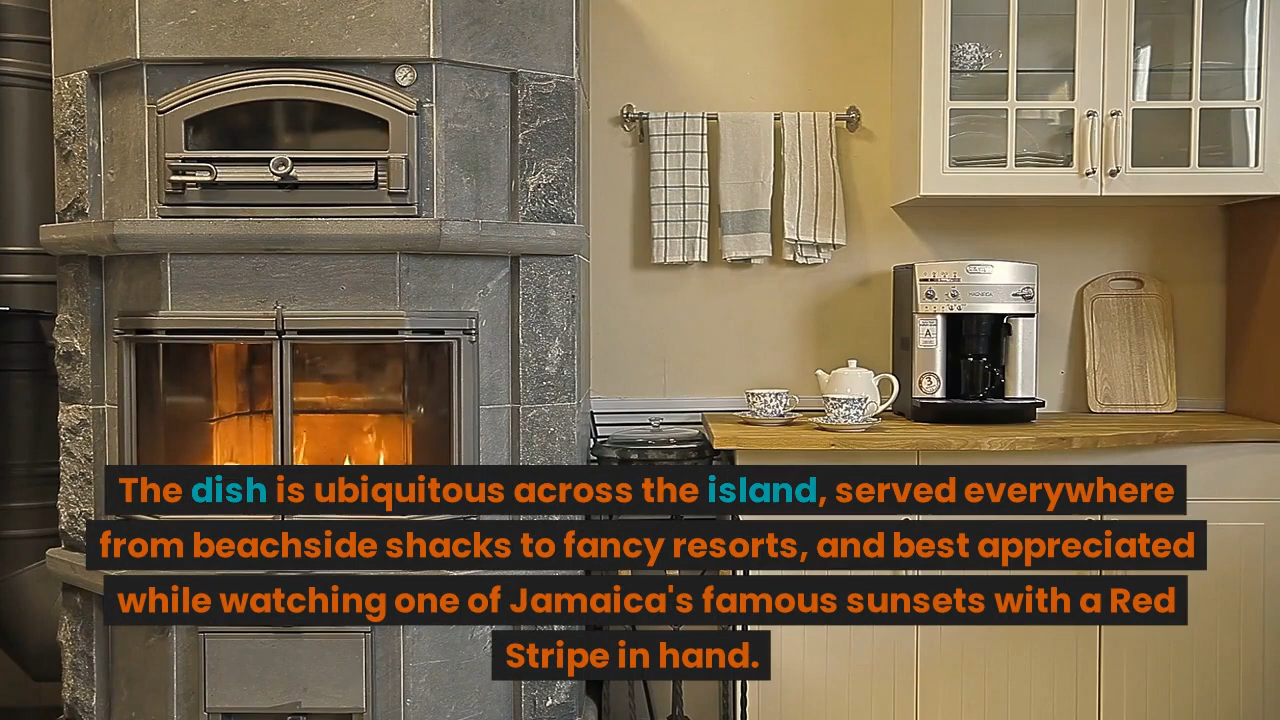 The dish is ubiquitous across the island, served everywhere
from beachside shacks to fancy resorts, and best appreciated
while watching one of Jamaica's famous sunsets with a Red
Stripe in hand.